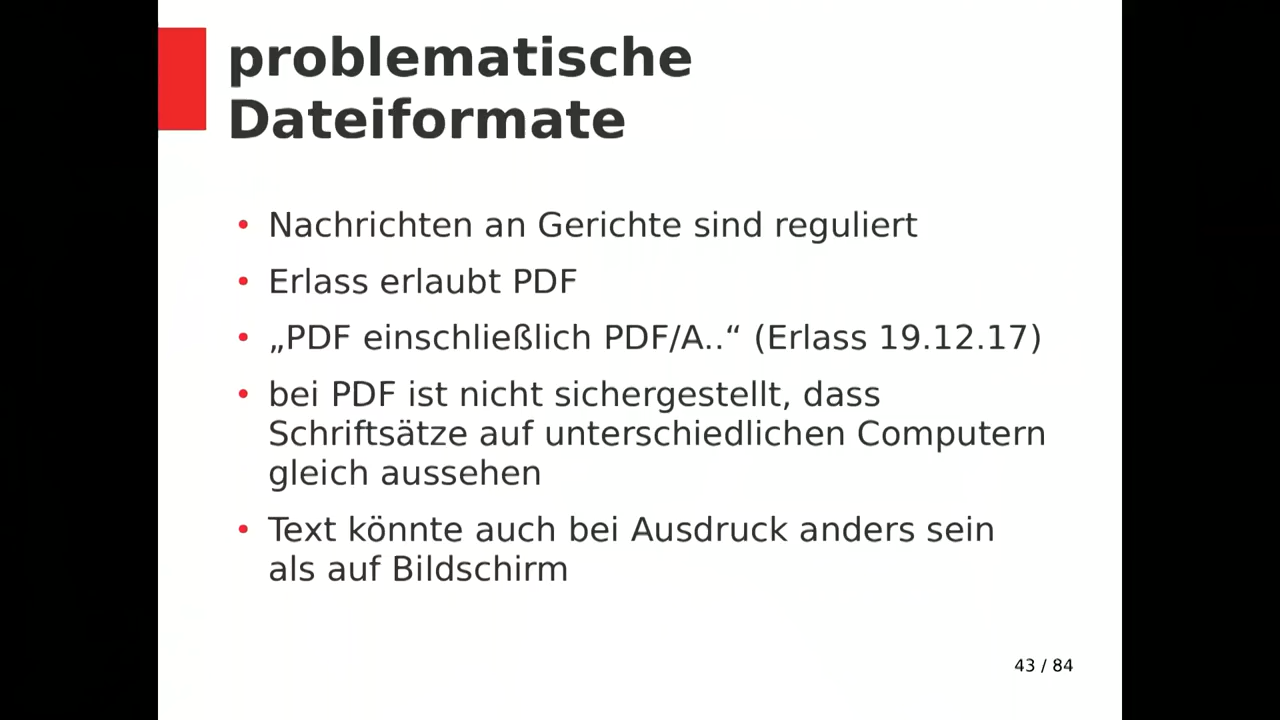 problematische
Dateiformate
• Nachrichten an Gerichte sind reguliert
• Erlass erlaubt PDF
• „PDF einschließlich PDF/A..“ (Erlass 19.12.17)
• bei PDF ist nicht sichergestellt, dass
Schriftsätze auf unterschiedlichen Computern
gleich aussehen
• Text könnte auch bei Ausdruck anders sein
als auf Bildschirm
43 / 84